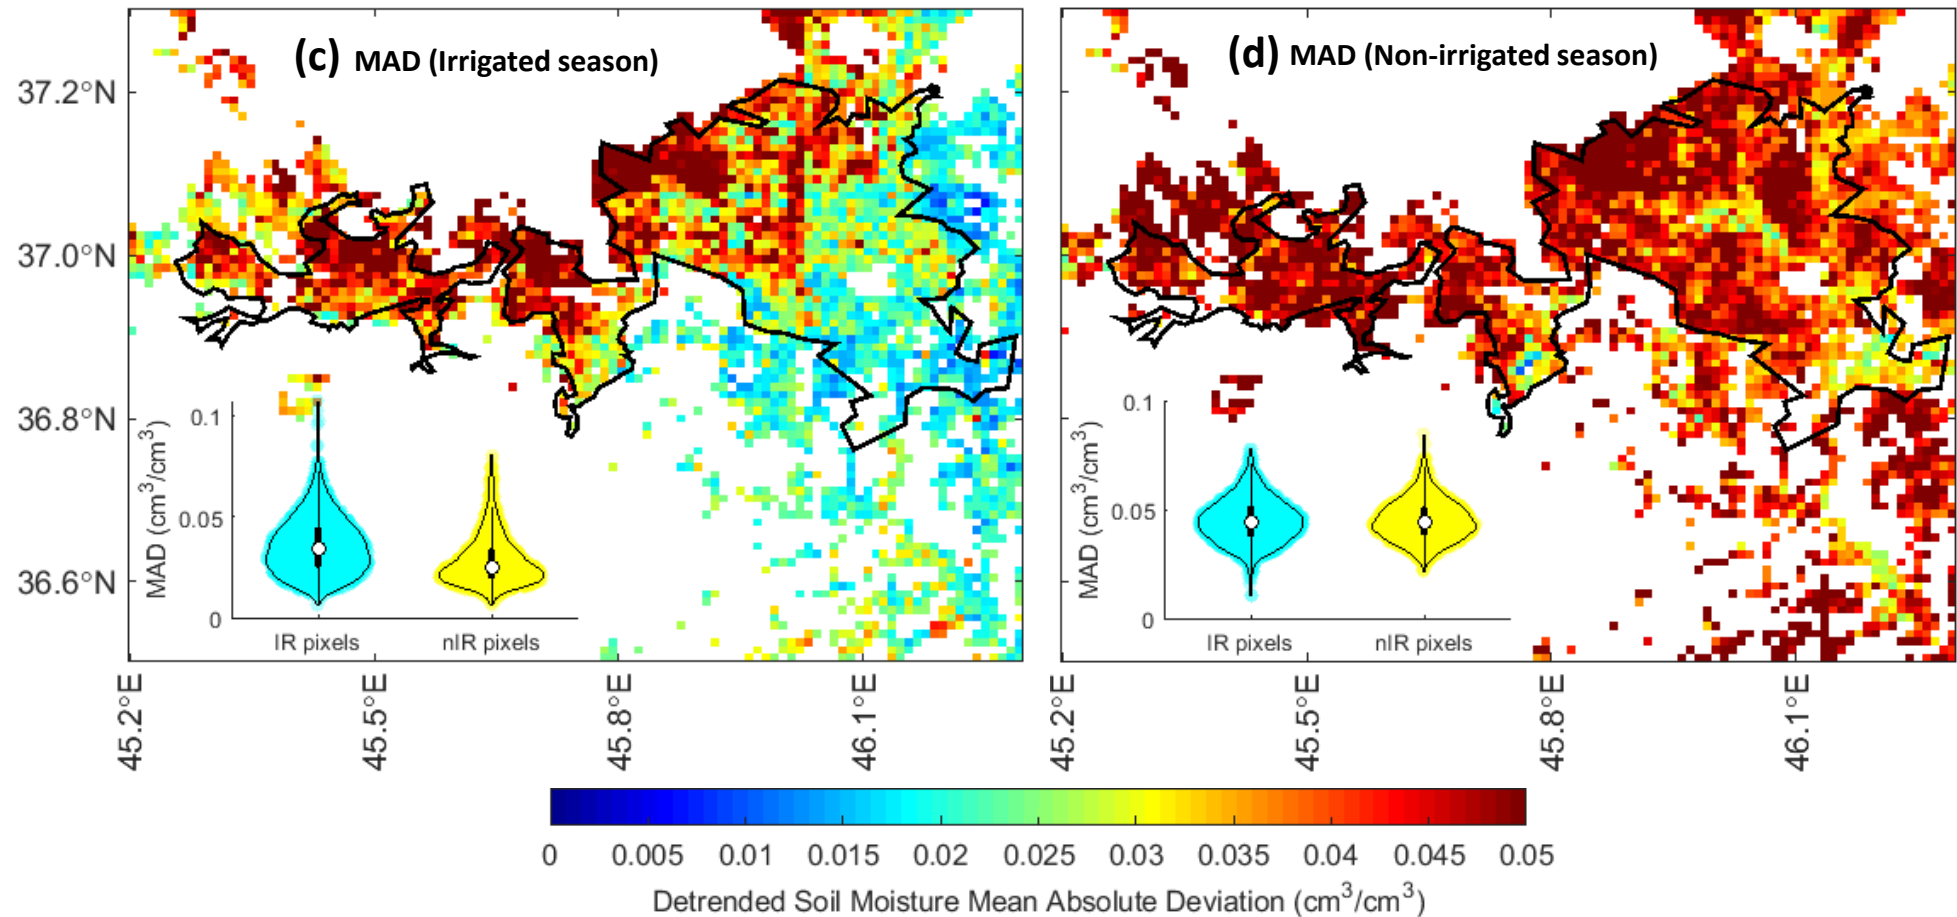 (c) MAD (Irrigated season)
(d) MAD (Non-irrigated season)
37.2°N
37.0°N
36.8°N
36.6°N
MAD (cm³/cm³)
0.1
0.05
0
IR pixels
nIR pixels
MAD (cm³/cm³)
0.1
0.05
0
IR pixels
nIR pixels
45.2°E
45.5°E
45.8°E
46.1°E
45.2°E
45.5°E
45.8°E
46.1°E
0 0.005 0.01 0.015 0.02 0.025 0.03 0.035 0.04 0.045 0.05
Detrended Soil Moisture Mean Absolute Deviation (cm³/cm³)